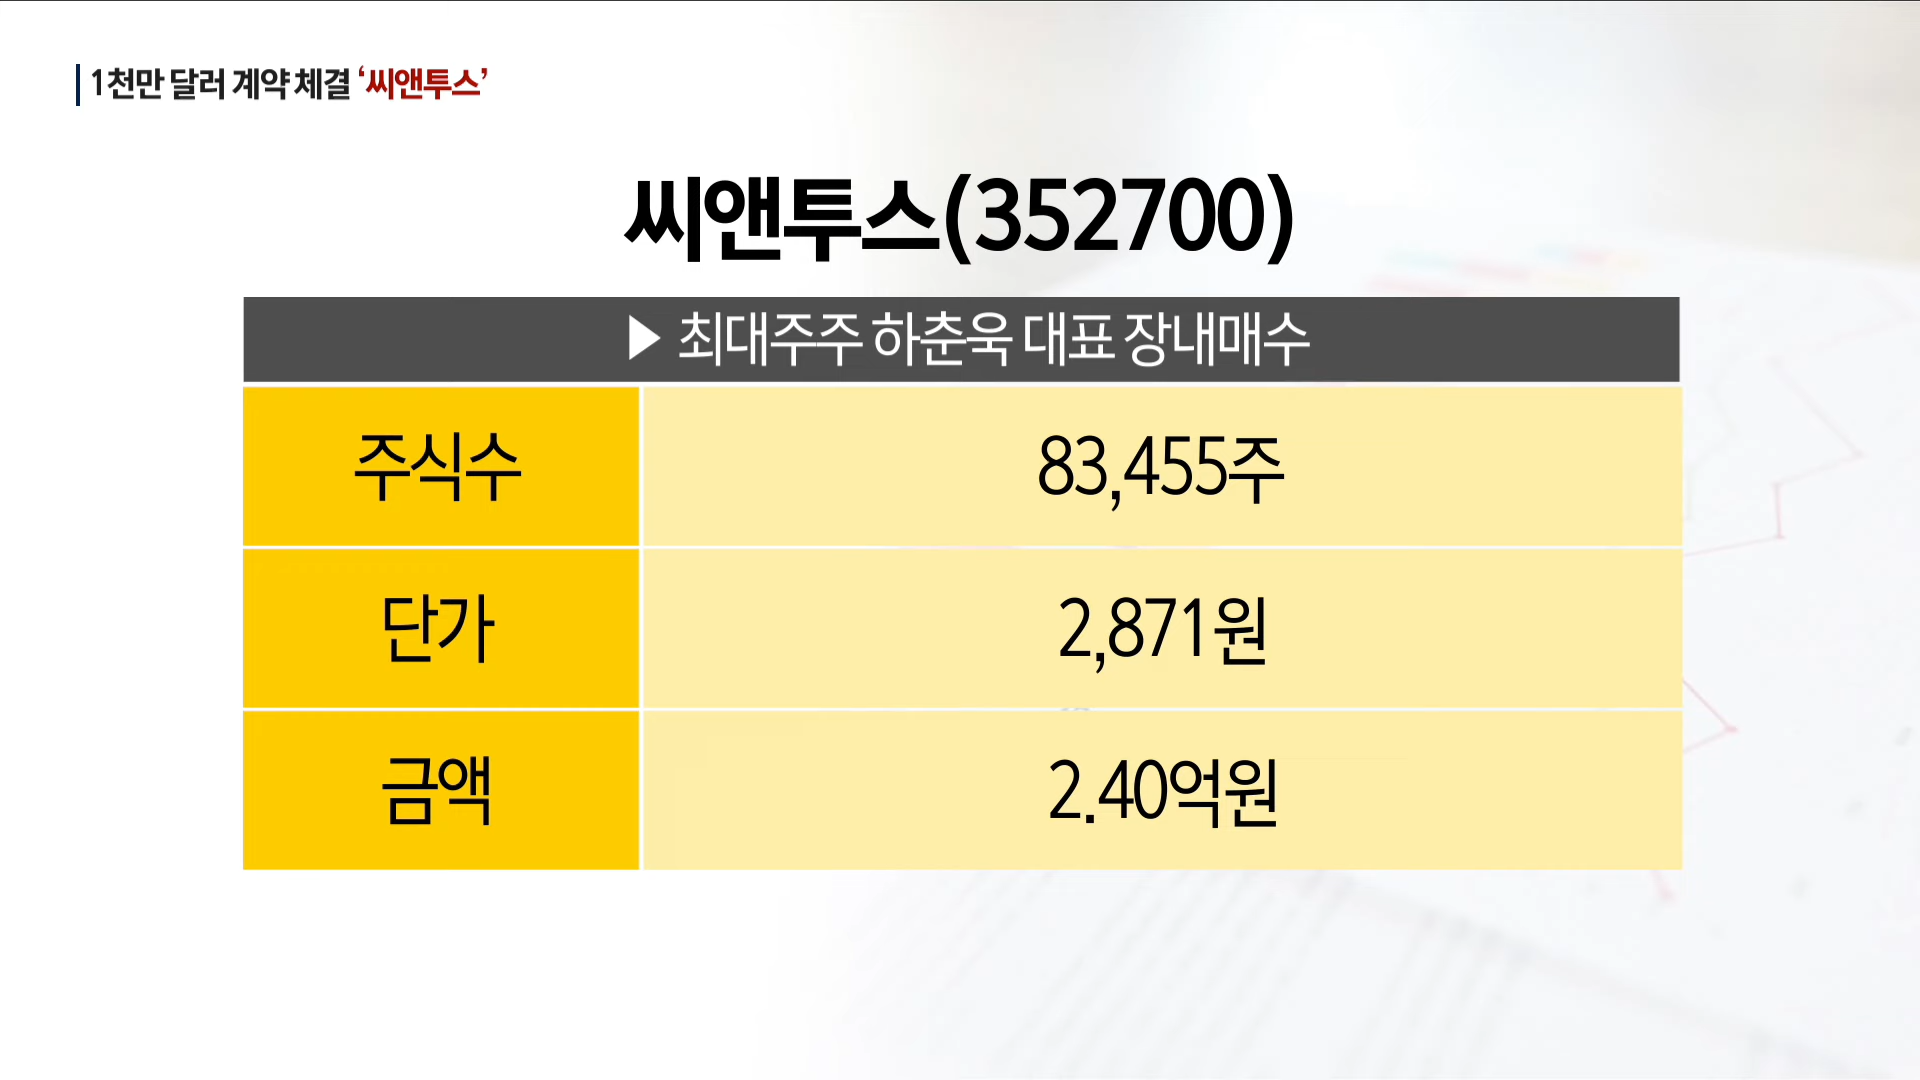 1천만 달러 계약 체결 ‘씨앤투스’
씨앤투스(352700)
▶ 최대주주 하춘욱 대표 장내매수
주식수 83,455주
단가 2,871원
금액 2.40억원